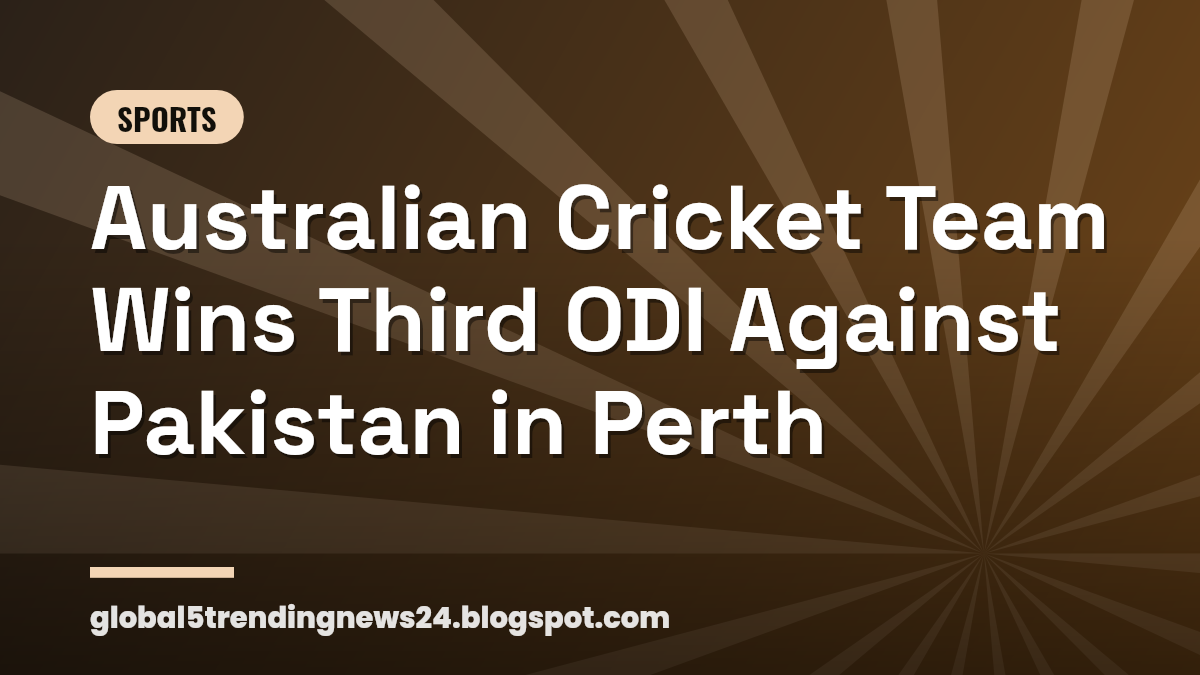 SPORTS
Australian Cricket Team
Wins Third ODI Against
Pakistan in Perth
global5trendingnews24.blogspot.com